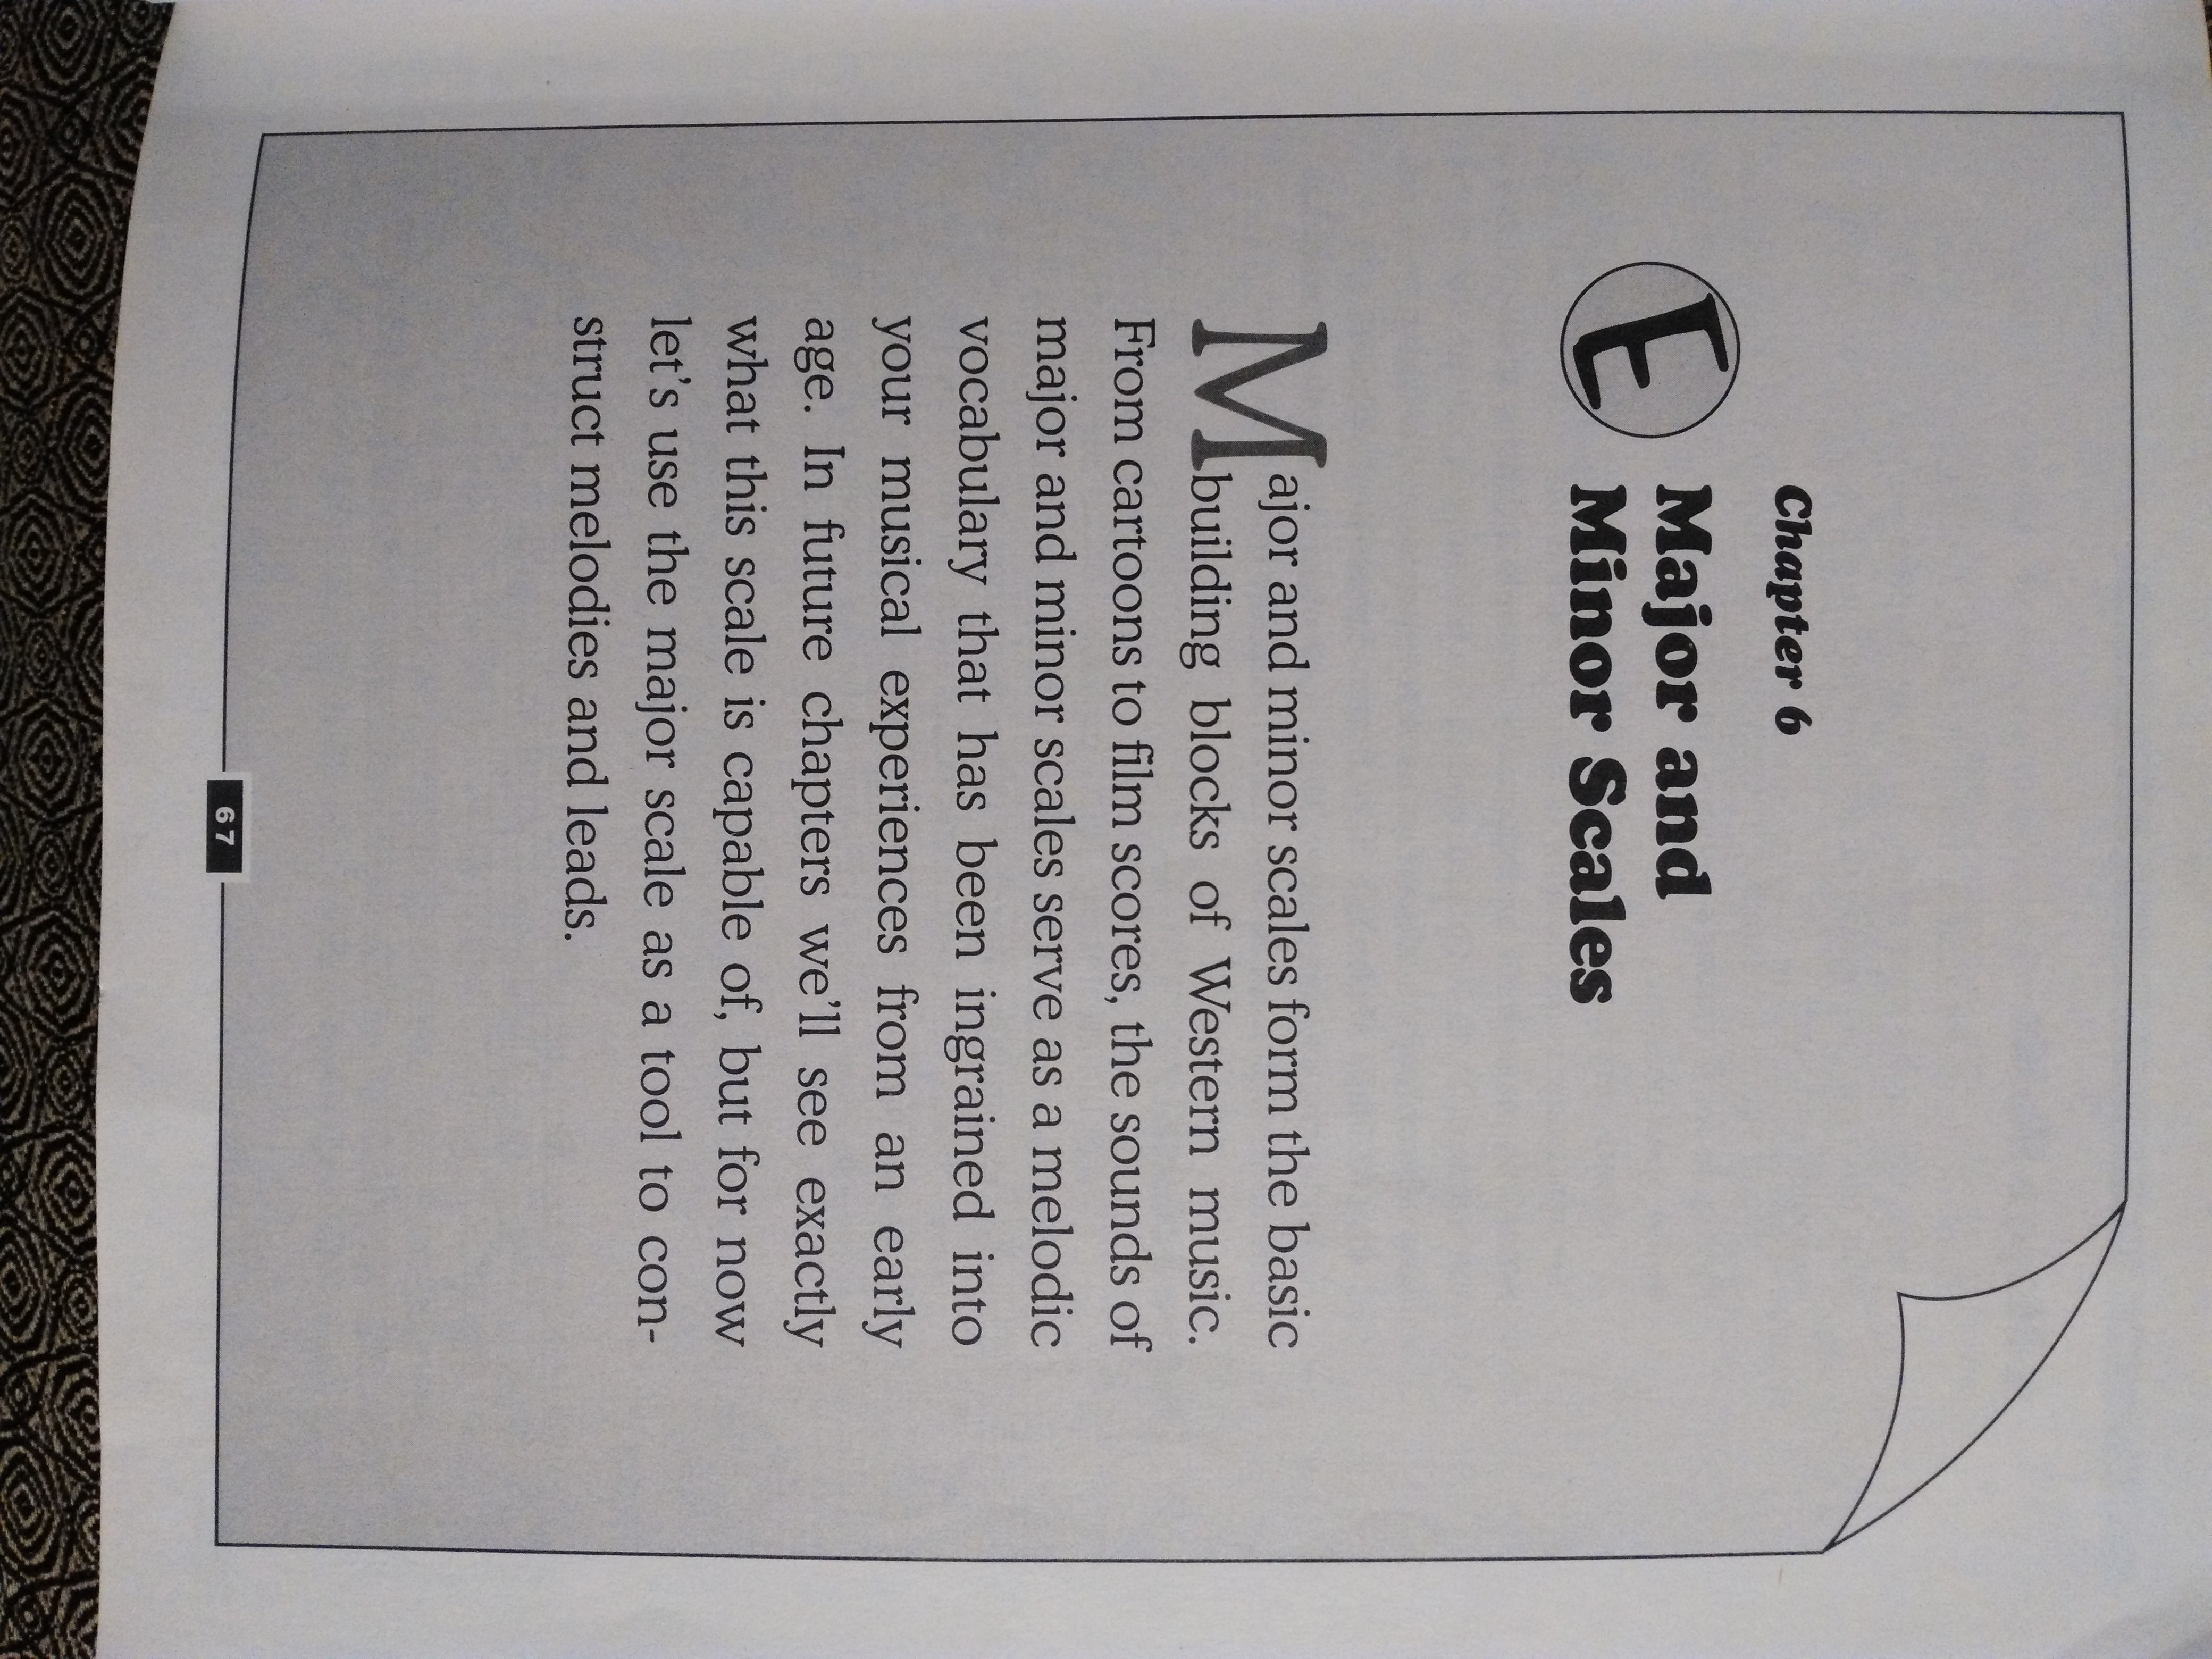 Chapter 6
E
Major and
Minor Scales
Major and minor scales form the basic
building blocks of Western music.
From cartoons to film scores, the sounds of
major and minor scales serve as a melodic
vocabulary that has been ingrained into
your musical experiences from an early
age. In future chapters we'll see exactly
what this scale is capable of, but for now
let's use the major scale as a tool to con-
struct melodies and leads.
67